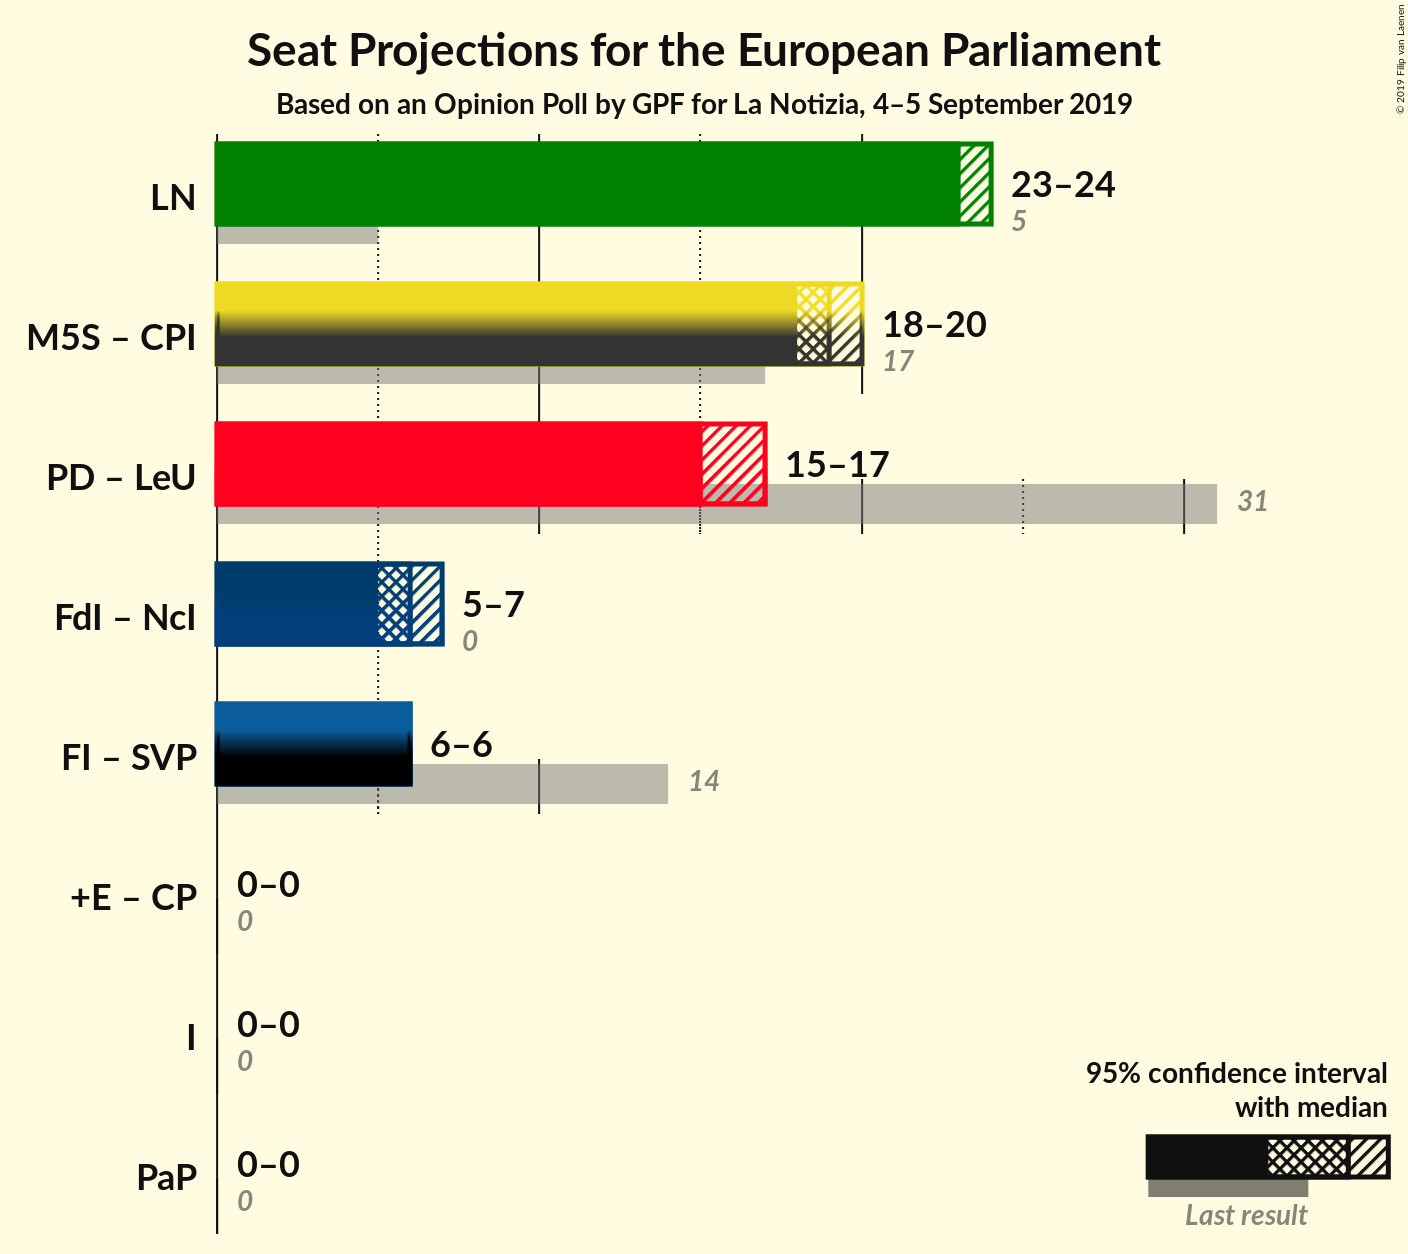 Seat Projections for the European Parliament
Based on an Opinion Poll by GPF for La Notizia, 4–5 September 2019
© 2019 Filip van Laenen
LN
23–24
5
M5S – CPI
18–20
17
PD – LeU
15–17
31
FdI – NcI
5–7
0
FI – SVP
6–6
14
+E – CP
0–0
0
I
0–0
0
PaP
0–0
0
95% confidence interval
with median
Last result